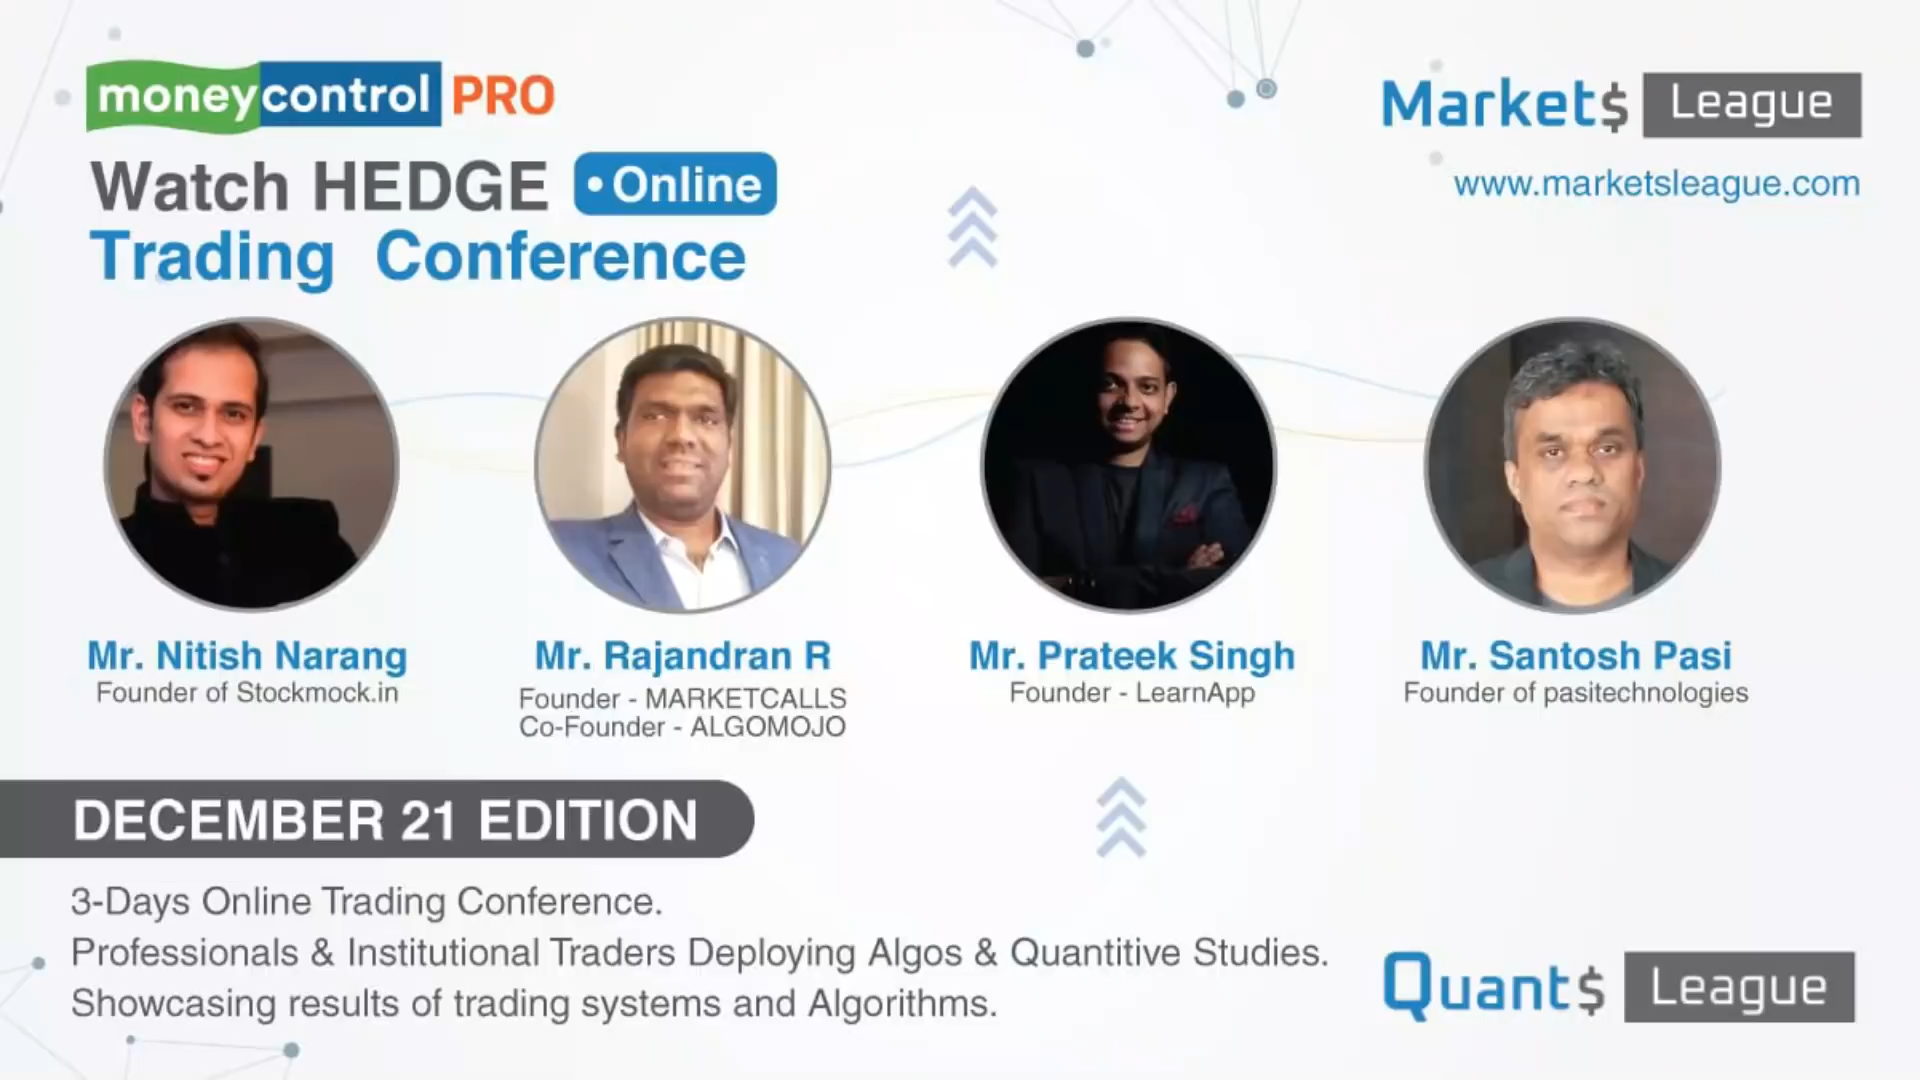 moneycontrol PRO
Market$ League
www.marketsleague.com
Watch HEDGE • Online
Trading Conference
Mr. Nitish Narang
Founder of Stockmock.in
Mr. Rajandran R
Founder - MARKETCALLS
Co-Founder - ALGOMOJO
Mr. Prateek Singh
Founder - LearnApp
Mr. Santosh Pasi
Founder of pasitechnologies
DECEMBER 21 EDITION
3-Days Online Trading Conference.
Professionals & Institutional Traders Deploying Algos & Quantitive Studies.
Showcasing results of trading systems and Algorithms.
Quant$ League